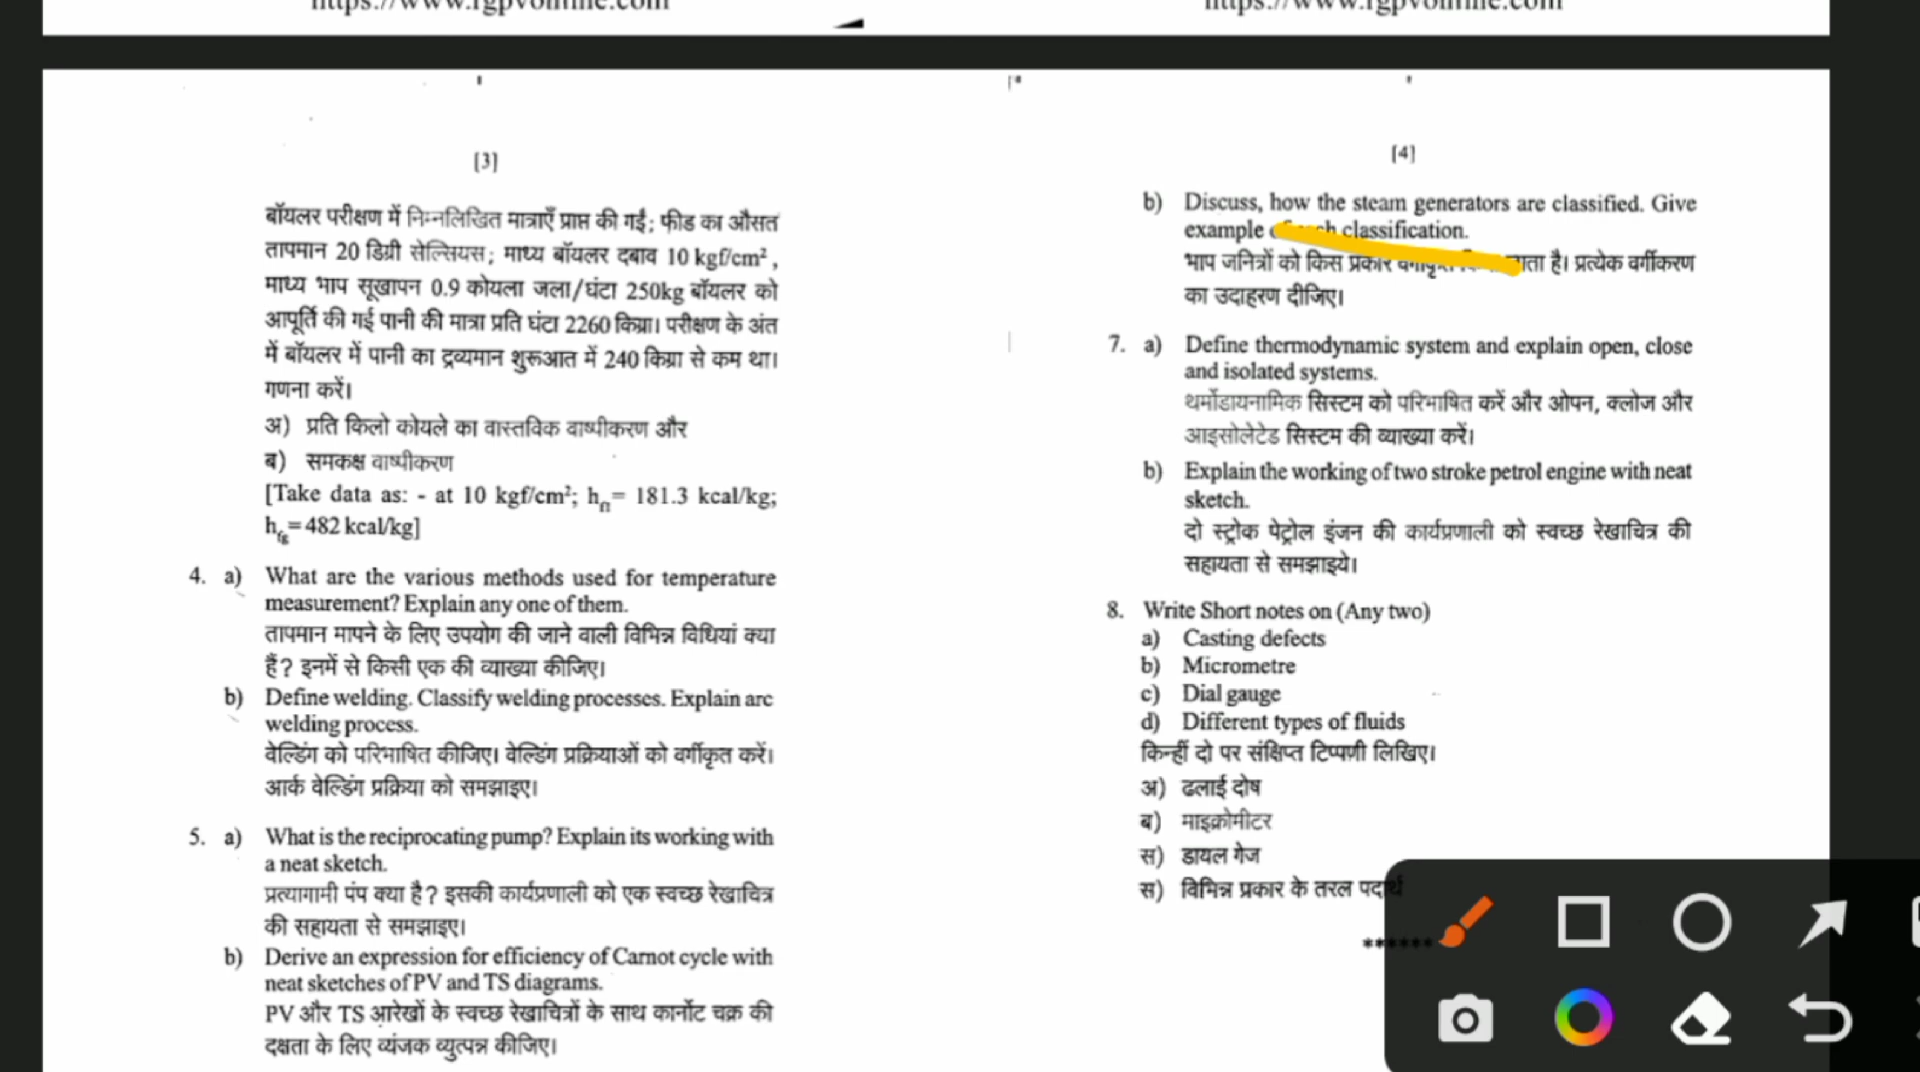 https://www.rgpvonline.com
https://www.rgpvonline.com
[3]
बॉयलर परीक्षण में निम्नलिखित मात्राएँ प्राप्त की गईं; फीड का औसत
तापमान 20 डिग्री सेल्सियस; माध्य बॉयलर दबाव 10 kgf/cm²,
माध्य भाप सूखापन 0.9 कोयला जला/घंटा 250kg बॉयलर को
आपूर्ति की गई पानी की मात्रा प्रति घंटा 2260 किग्रा। परीक्षण के अंत
में बॉयलर में पानी का द्रव्यमान शुरूआत में 240 किग्रा से कम था।
गणना करें।
अ) प्रति किलो कोयले का वास्तविक वाष्पीकरण और
ब) समकक्ष वाष्पीकरण
[Take data as: - at 10 kgf/cm²; hfl= 181.3 kcal/kg;
hfg=482 kcal/kg]
4. a) What are the various methods used for temperature
measurement? Explain any one of them.
तापमान मापने के लिए उपयोग की जाने वाली विभिन्न विधियां क्या
हैं? इनमें से किसी एक की व्याख्या कीजिए।
b) Define welding. Classify welding processes. Explain arc
welding process.
वेल्डिंग को परिभाषित कीजिए। वेल्डिंग प्रक्रियाओं को वर्गीकृत करें।
आर्क वेल्डिंग प्रक्रिया को समझाइए।
5. a) What is the reciprocating pump? Explain its working with
a neat sketch.
प्रत्यागामी पंप क्या है? इसकी कार्यप्रणाली को एक स्वच्छ रेखाचित्र
की सहायता से समझाइए।
b) Derive an expression for efficiency of Carnot cycle with
neat sketches of PV and TS diagrams.
PV और TS आरेखों के स्वच्छ रेखाचित्रों के साथ कार्नोट चक्र की
दक्षता के लिए व्यंजक व्युत्पन्न कीजिए।
[4]
b) Discuss, how the steam generators are classified. Give
example classification.
भाप जनित्रों को किस प्रकार है। प्रत्येक वर्गीकरण
का उदाहरण दीजिए।
7. a) Define thermodynamic system and explain open, close
and isolated systems.
थर्मोडायनामिक सिस्टम को परिभाषित करें और ओपन, क्लोज और
आइसोलेटेड सिस्टम की व्याख्या करें।
b) Explain the working of two stroke petrol engine with neat
sketch.
दो स्ट्रोक पेट्रोल इंजन की कार्यप्रणाली को स्वच्छ रेखाचित्र की
सहायता से समझाइये।
8. Write Short notes on (Any two)
a) Casting defects
b) Micrometre
c) Dial gauge
d) Different types of fluids
किन्हीं दो पर संक्षिप्त टिप्पणी लिखिए।
अ) ढलाई दोष
ब) माइक्रोमीटर
स) डायल गेज
स) विभिन्न प्रकार के तरल पदार्थ
******